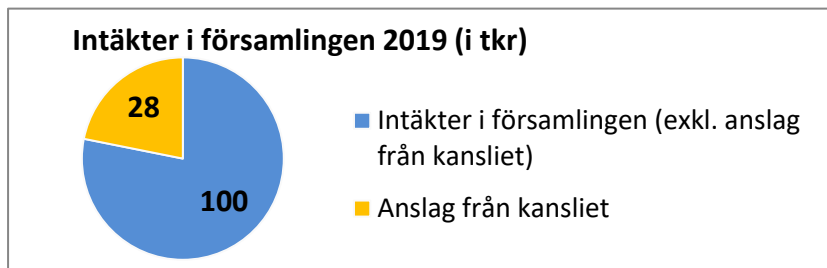 Intäkter i församlingen 2019 (i tkr)
28
100
Intäkter i församlingen (exkl. anslag
från kansliet)
Anslag från kansliet